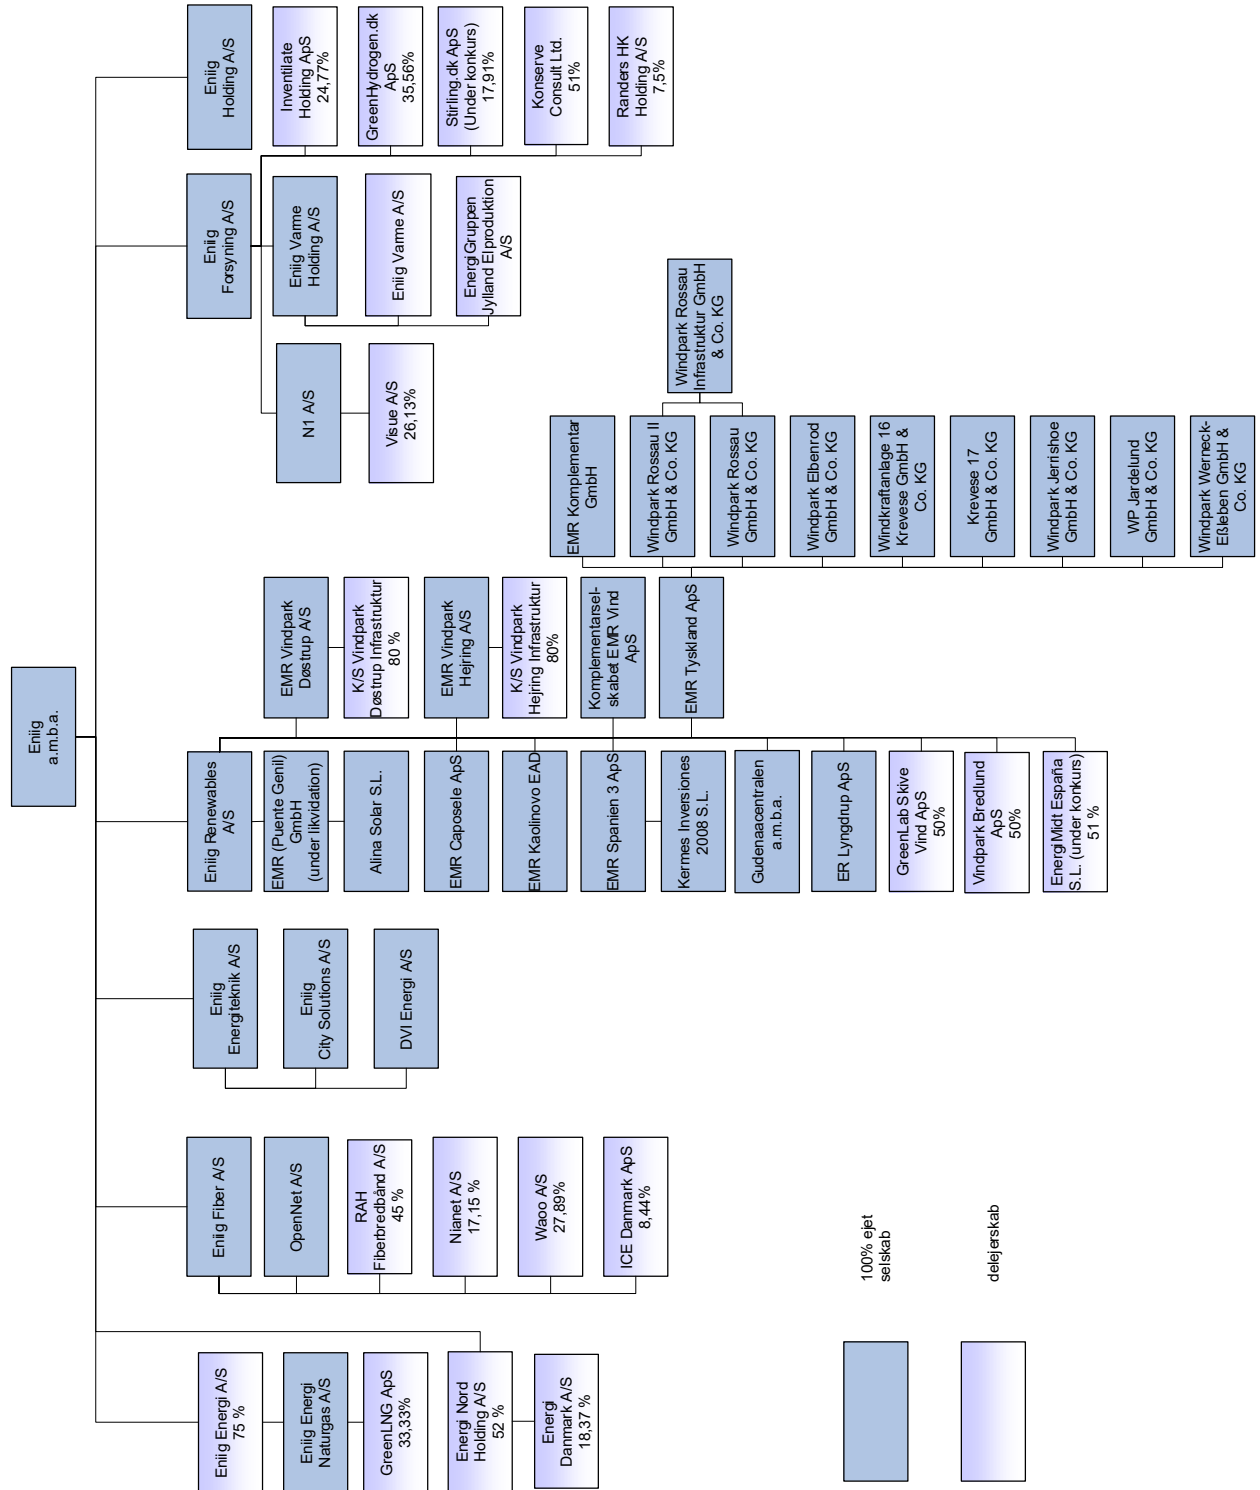 Eniig
a.m.b.a.
Eniig Energi A/S
75 %
Eniig Energi
Naturgas A/S
GreenLNG ApS
33,33%
Energi Nord
Holding A/S
52 %
Energi
Danmark A/S
18,37 %
Eniig Fiber A/S
OpenNet A/S
RAH
Fiberbredbånd A/S
45 %
Nianet A/S
17,15 %
Waoo A/S
27,89%
ICE Danmark ApS
8,44%
Eniig
Energiteknik A/S
Eniig
City Solutions A/S
DVI Energi A/S
Eniig Renewables
A/S
EMR (Puente Genil)
GmbH
(under likvidation)
Alina Solar S.L.
EMR Caposele ApS
EMR Kaolinovo EAD
EMR Spanien 3 ApS
Kermes Inversiones
2008 S.L.
Gudenaacentralen
a.m.b.a.
ER Lyngdrup ApS
GreenLab Skive
Vind ApS
50%
Vindpark Bredlund
ApS
50%
EnergiMidt España
S.L. (under konkurs)
51 %
EMR Vindpark
Døstrup A/S
K/S Vindpark
Døstrup Infrastruktur
80 %
EMR Vindpark
Hejring A/S
K/S Vindpark
Hejring Infrastruktur
80%
Komplementarsel-
skabet EMR Vind
ApS
EMR Tyskland ApS
EMR Komplementar
GmbH
Windpark Rossau II
GmbH & Co. KG
Windpark Rossau
GmbH & Co. KG
Windpark Elbenrod
GmbH & Co. KG
Windkraftanlage 16
Krevese GmbH &
Co. KG
Krevese 17
GmbH & Co. KG
Windpark Jerrishoe
GmbH & Co. KG
WP Jardelund
GmbH & Co. KG
Windpark Werneck-
Eßleben GmbH &
Co. KG
Windpark Rossau
Infrastruktur GmbH
& Co. KG
Eniig
Forsyning A/S
N1 A/S
Visue A/S
26,13%
Eniig Varme
Holding A/S
Eniig Varme A/S
EnergiGruppen
Jylland Elproduktion
A/S
Eniig
Holding A/S
Inventilate
Holding ApS
24,77%
GreenHydrogen.dk
ApS
35,56%
Stirling.dk ApS
(Under konkurs)
17,91%
Konserve
Consult Ltd.
51%
Randers HK
Holding A/S
7,5%
100% ejet
selskab
delejerskab